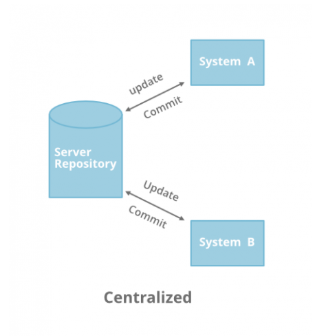 System A
update
Commit
Server
Repository
Update
Commit
System B
Centralized